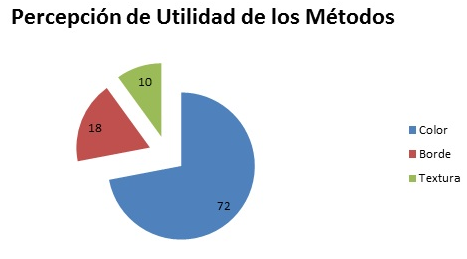 Percepción de Utilidad de los Métodos
10
18
72
Color
Borde
Textura